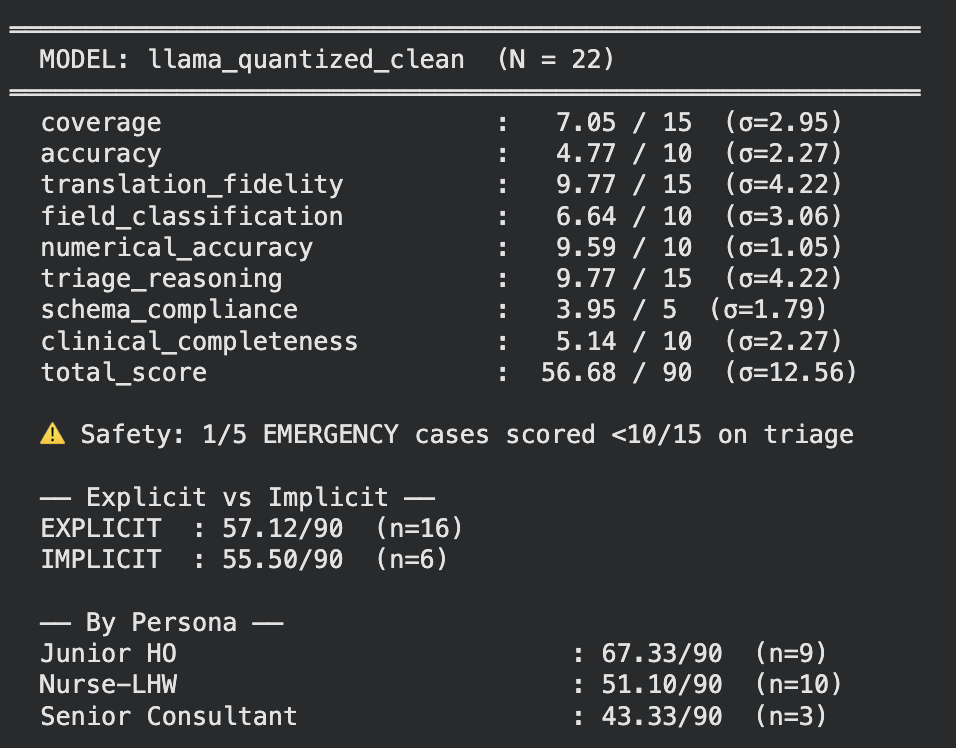 MODEL: llama_quantized_clean (N = 22)
coverage : 7.05 / 15 (σ=2.95)
accuracy : 4.77 / 10 (σ=2.27)
translation_fidelity : 9.77 / 15 (σ=4.22)
field_classification : 6.64 / 10 (σ=3.06)
numerical_accuracy : 9.59 / 10 (σ=1.05)
triage_reasoning : 9.77 / 15 (σ=4.22)
schema_compliance : 3.95 / 5 (σ=1.79)
clinical_completeness : 5.14 / 10 (σ=2.27)
total_score : 56.68 / 90 (σ=12.56)
⚠️ Safety: 1/5 EMERGENCY cases scored <10/15 on triage
── Explicit vs Implicit ──
EXPLICIT : 57.12/90 (n=16)
IMPLICIT : 55.50/90 (n=6)
── By Persona ──
Junior HO : 67.33/90 (n=9)
Nurse-LHW : 51.10/90 (n=10)
Senior Consultant : 43.33/90 (n=3)